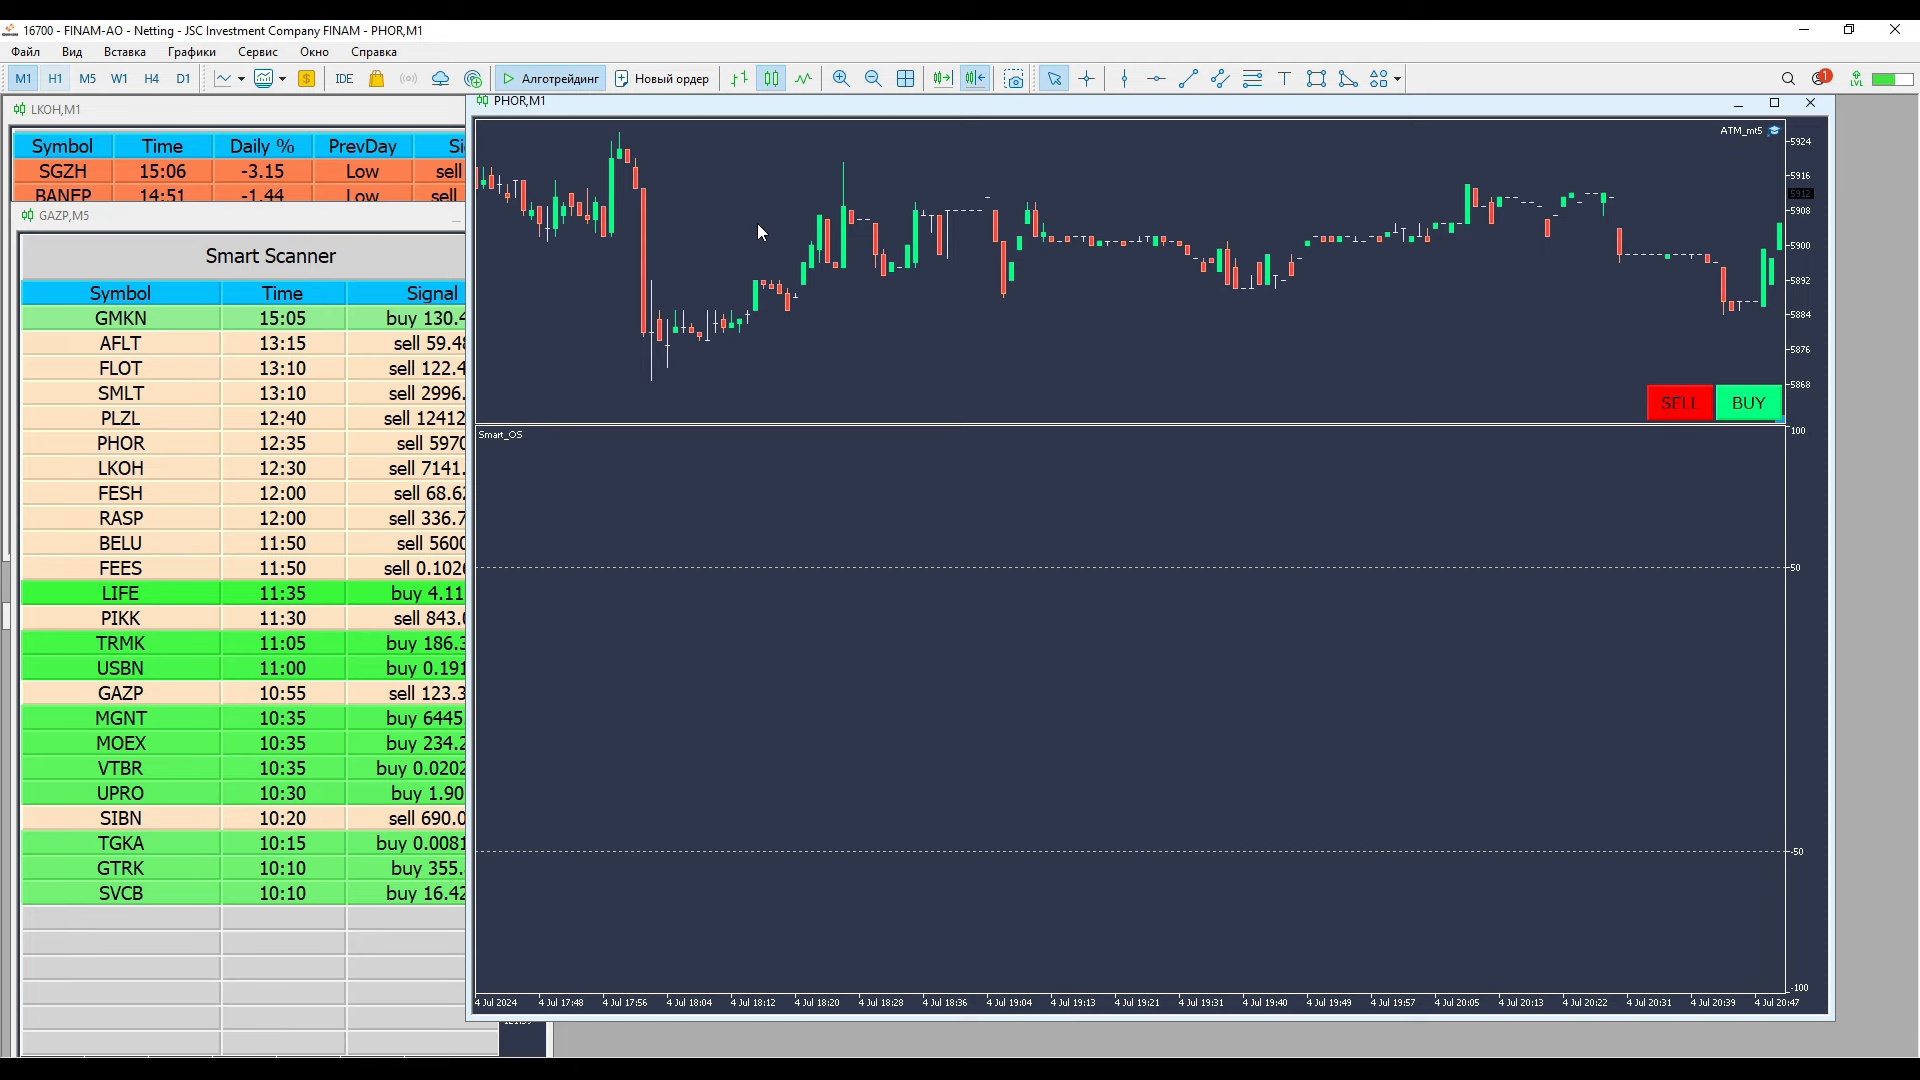 16700 - FINAM-AO - Netting - JSC Investment Company FINAM - PHOR,M1
Файл Вид Вставка Графики Сервис Окно Справка
M1 H1 M5 W1 H4 D1 IDE Алготрейдинг Новый ордер 1 LVL
LKOH,M1
Symbol Time Daily % PrevDay Si
SGZH 15:06 -3.15 Low sell
BANEP 14:51 -1.44 Low sell
GAZP,M5
Smart Scanner
Symbol Time Signal
GMKN 15:05 buy 130.4
AFLT 13:15 sell 59.48
FLOT 13:10 sell 122.4
SMLT 13:10 sell 2996.
PLZL 12:40 sell 12412
PHOR 12:35 sell 5970
LKOH 12:30 sell 7141.
FESH 12:00 sell 68.62
RASP 12:00 sell 336.7
BELU 11:50 sell 5600
FEES 11:50 sell 0.1026
LIFE 11:35 buy 4.11
PIKK 11:30 sell 843.0
TRMK 11:05 buy 186.3
USBN 11:00 buy 0.191
GAZP 10:55 sell 123.3
MGNT 10:35 buy 6445.
MOEX 10:35 buy 234.2
VTBR 10:35 buy 0.0202
UPRO 10:30 buy 1.90
SIBN 10:20 sell 690.0
TGKA 10:15 buy 0.0081
GTRK 10:10 buy 355.
SVCB 10:10 buy 16.42
PHOR,M1
ATM_mt5
5924
5916
5912
5908
5900
5892
5884
5876
5868
SELL BUY
Smart_OS
100
50
-50
-100
4 Jul 2024 4 Jul 17:48 4 Jul 17:56 4 Jul 18:04 4 Jul 18:12 4 Jul 18:20 4 Jul 18:28 4 Jul 18:36 4 Jul 19:04 4 Jul 19:13 4 Jul 19:21 4 Jul 19:31 4 Jul 19:40 4 Jul 19:49 4 Jul 19:57 4 Jul 20:05 4 Jul 20:13 4 Jul 20:22 4 Jul 20:31 4 Jul 20:39 4 Jul 20:47